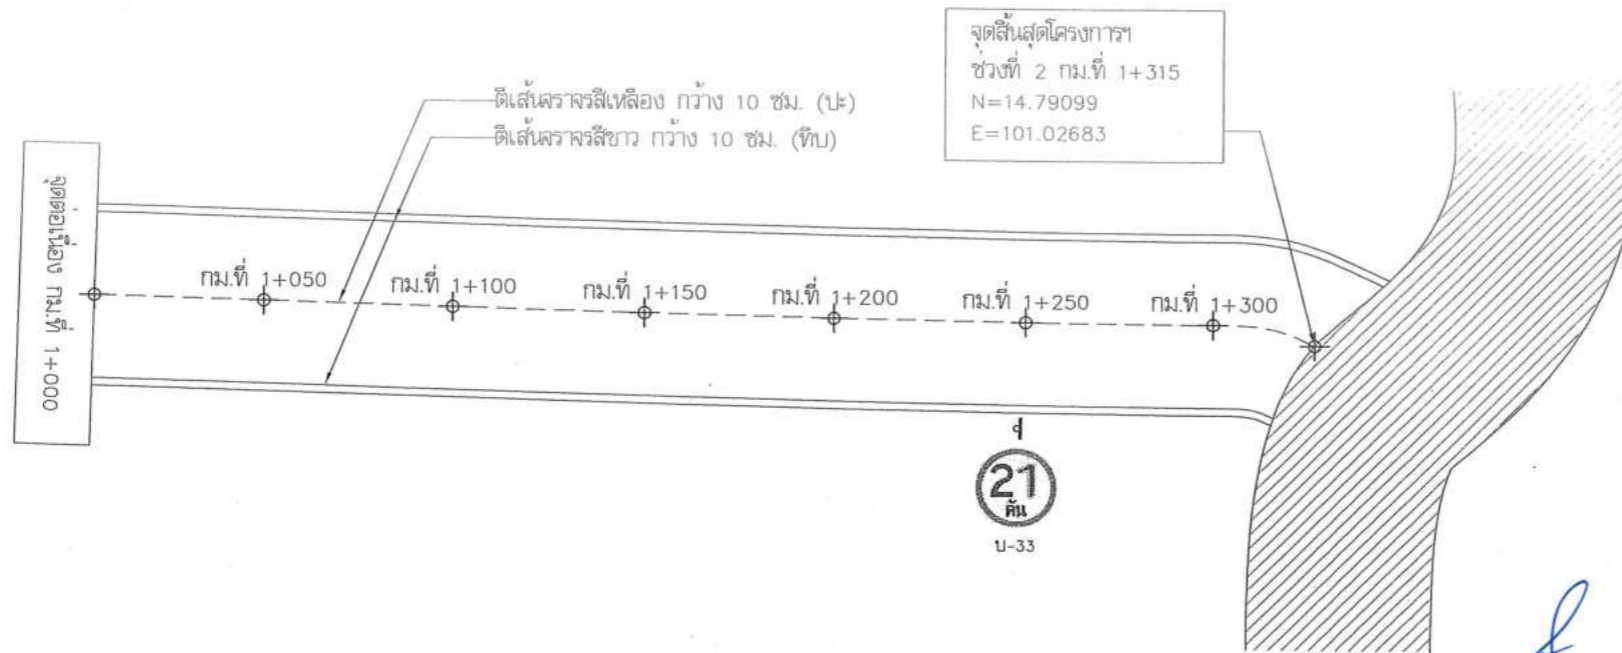 จุดสิ้นสุดโครงการฯ
ช่วงที่ 2 กม.ที่ 1+315
N=14.79099
E=101.02683
ตีเส้นจราจรสีเหลือง กว้าง 10 ซม. (ปะ)
ตีเส้นจราจรสีขาว กว้าง 10 ซม. (ทึบ)
จุดต่อเนื่อง กม.ที่ 1+000
กม.ที่ 1+050
กม.ที่ 1+100
กม.ที่ 1+150
กม.ที่ 1+200
กม.ที่ 1+250
กม.ที่ 1+300
21
ตัน
บ-33